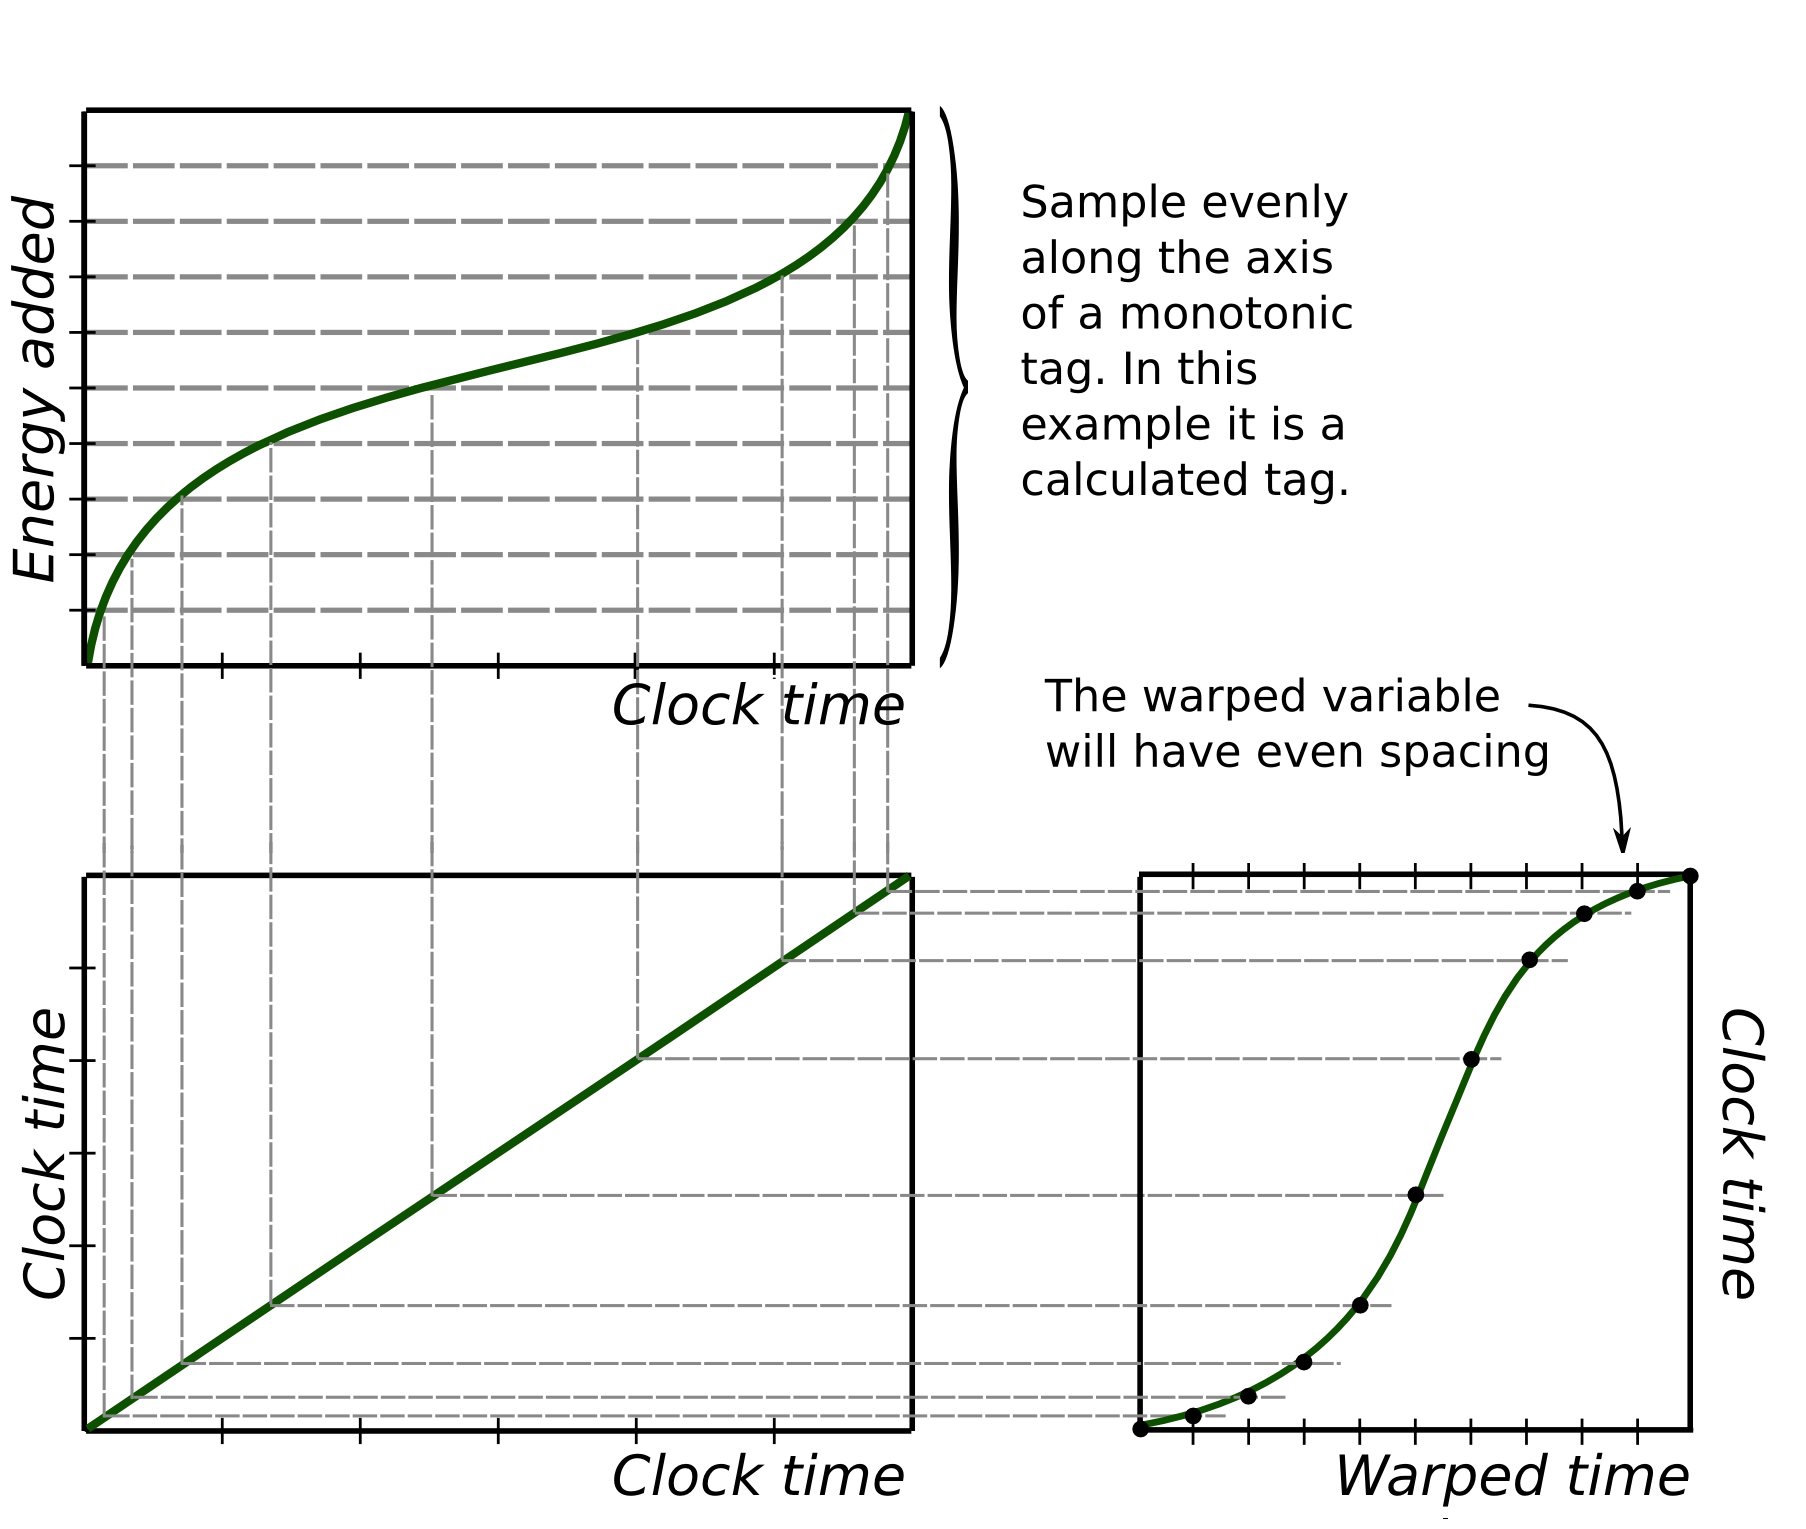 Energy added
Sample evenly
along the axis
of a monotonic
tag. In this
example it is a
calculated tag.
Clock time
The warped variable
will have even spacing
Clock time
Clock time
Clock time
Warped time